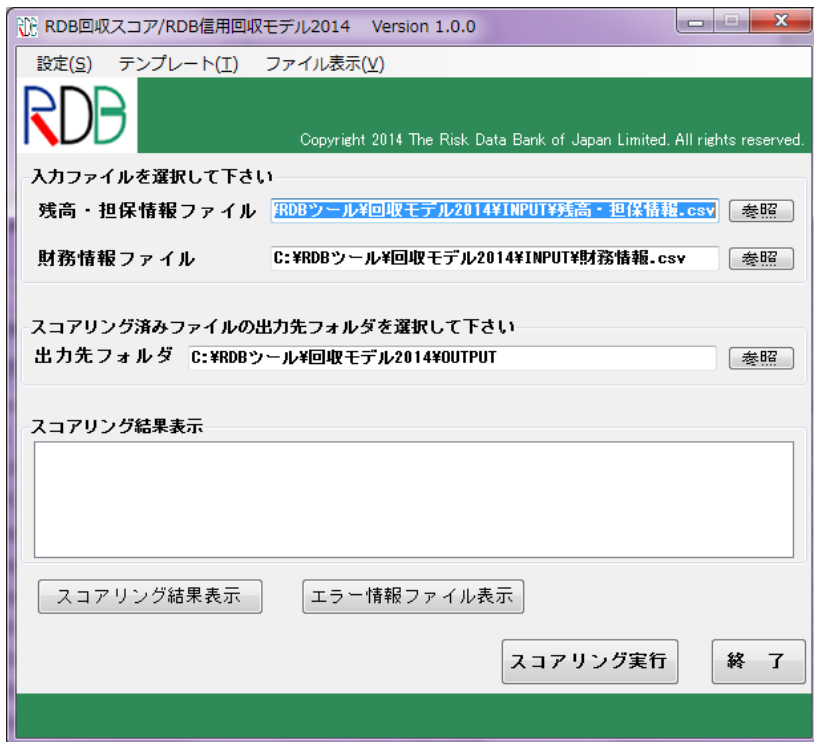 RDB回収スコア/RDB信用回収モデル2014 Version 1.0.0
設定(S) テンプレート(T) ファイル表示(V)
RDB
Copyright 2014 The Risk Data Bank of Japan Limited. All rights reserved.
入力ファイルを選択して下さい
残高・担保情報ファイル ¥RDBツール¥回収モデル2014¥INPUT¥残高・担保情報.csv 参照
財務情報ファイル C:¥RDBツール¥回収モデル2014¥INPUT¥財務情報.csv 参照
スコアリング済みファイルの出力先フォルダを選択して下さい
出力先フォルダ C:¥RDBツール¥回収モデル2014¥OUTPUT 参照
スコアリング結果表示
スコアリング結果表示 エラー情報ファイル表示
スコアリング実行 終 了